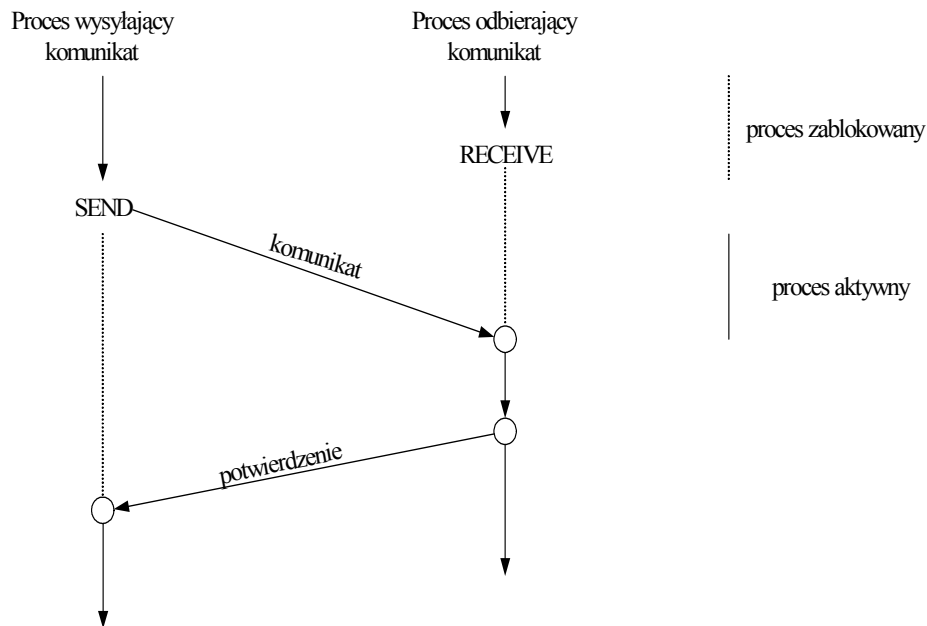 Proces wysyłający
komunikat
Proces odbierający
komunikat
proces zablokowany
RECEIVE
SEND
komunikat
proces aktywny
potwierdzenie